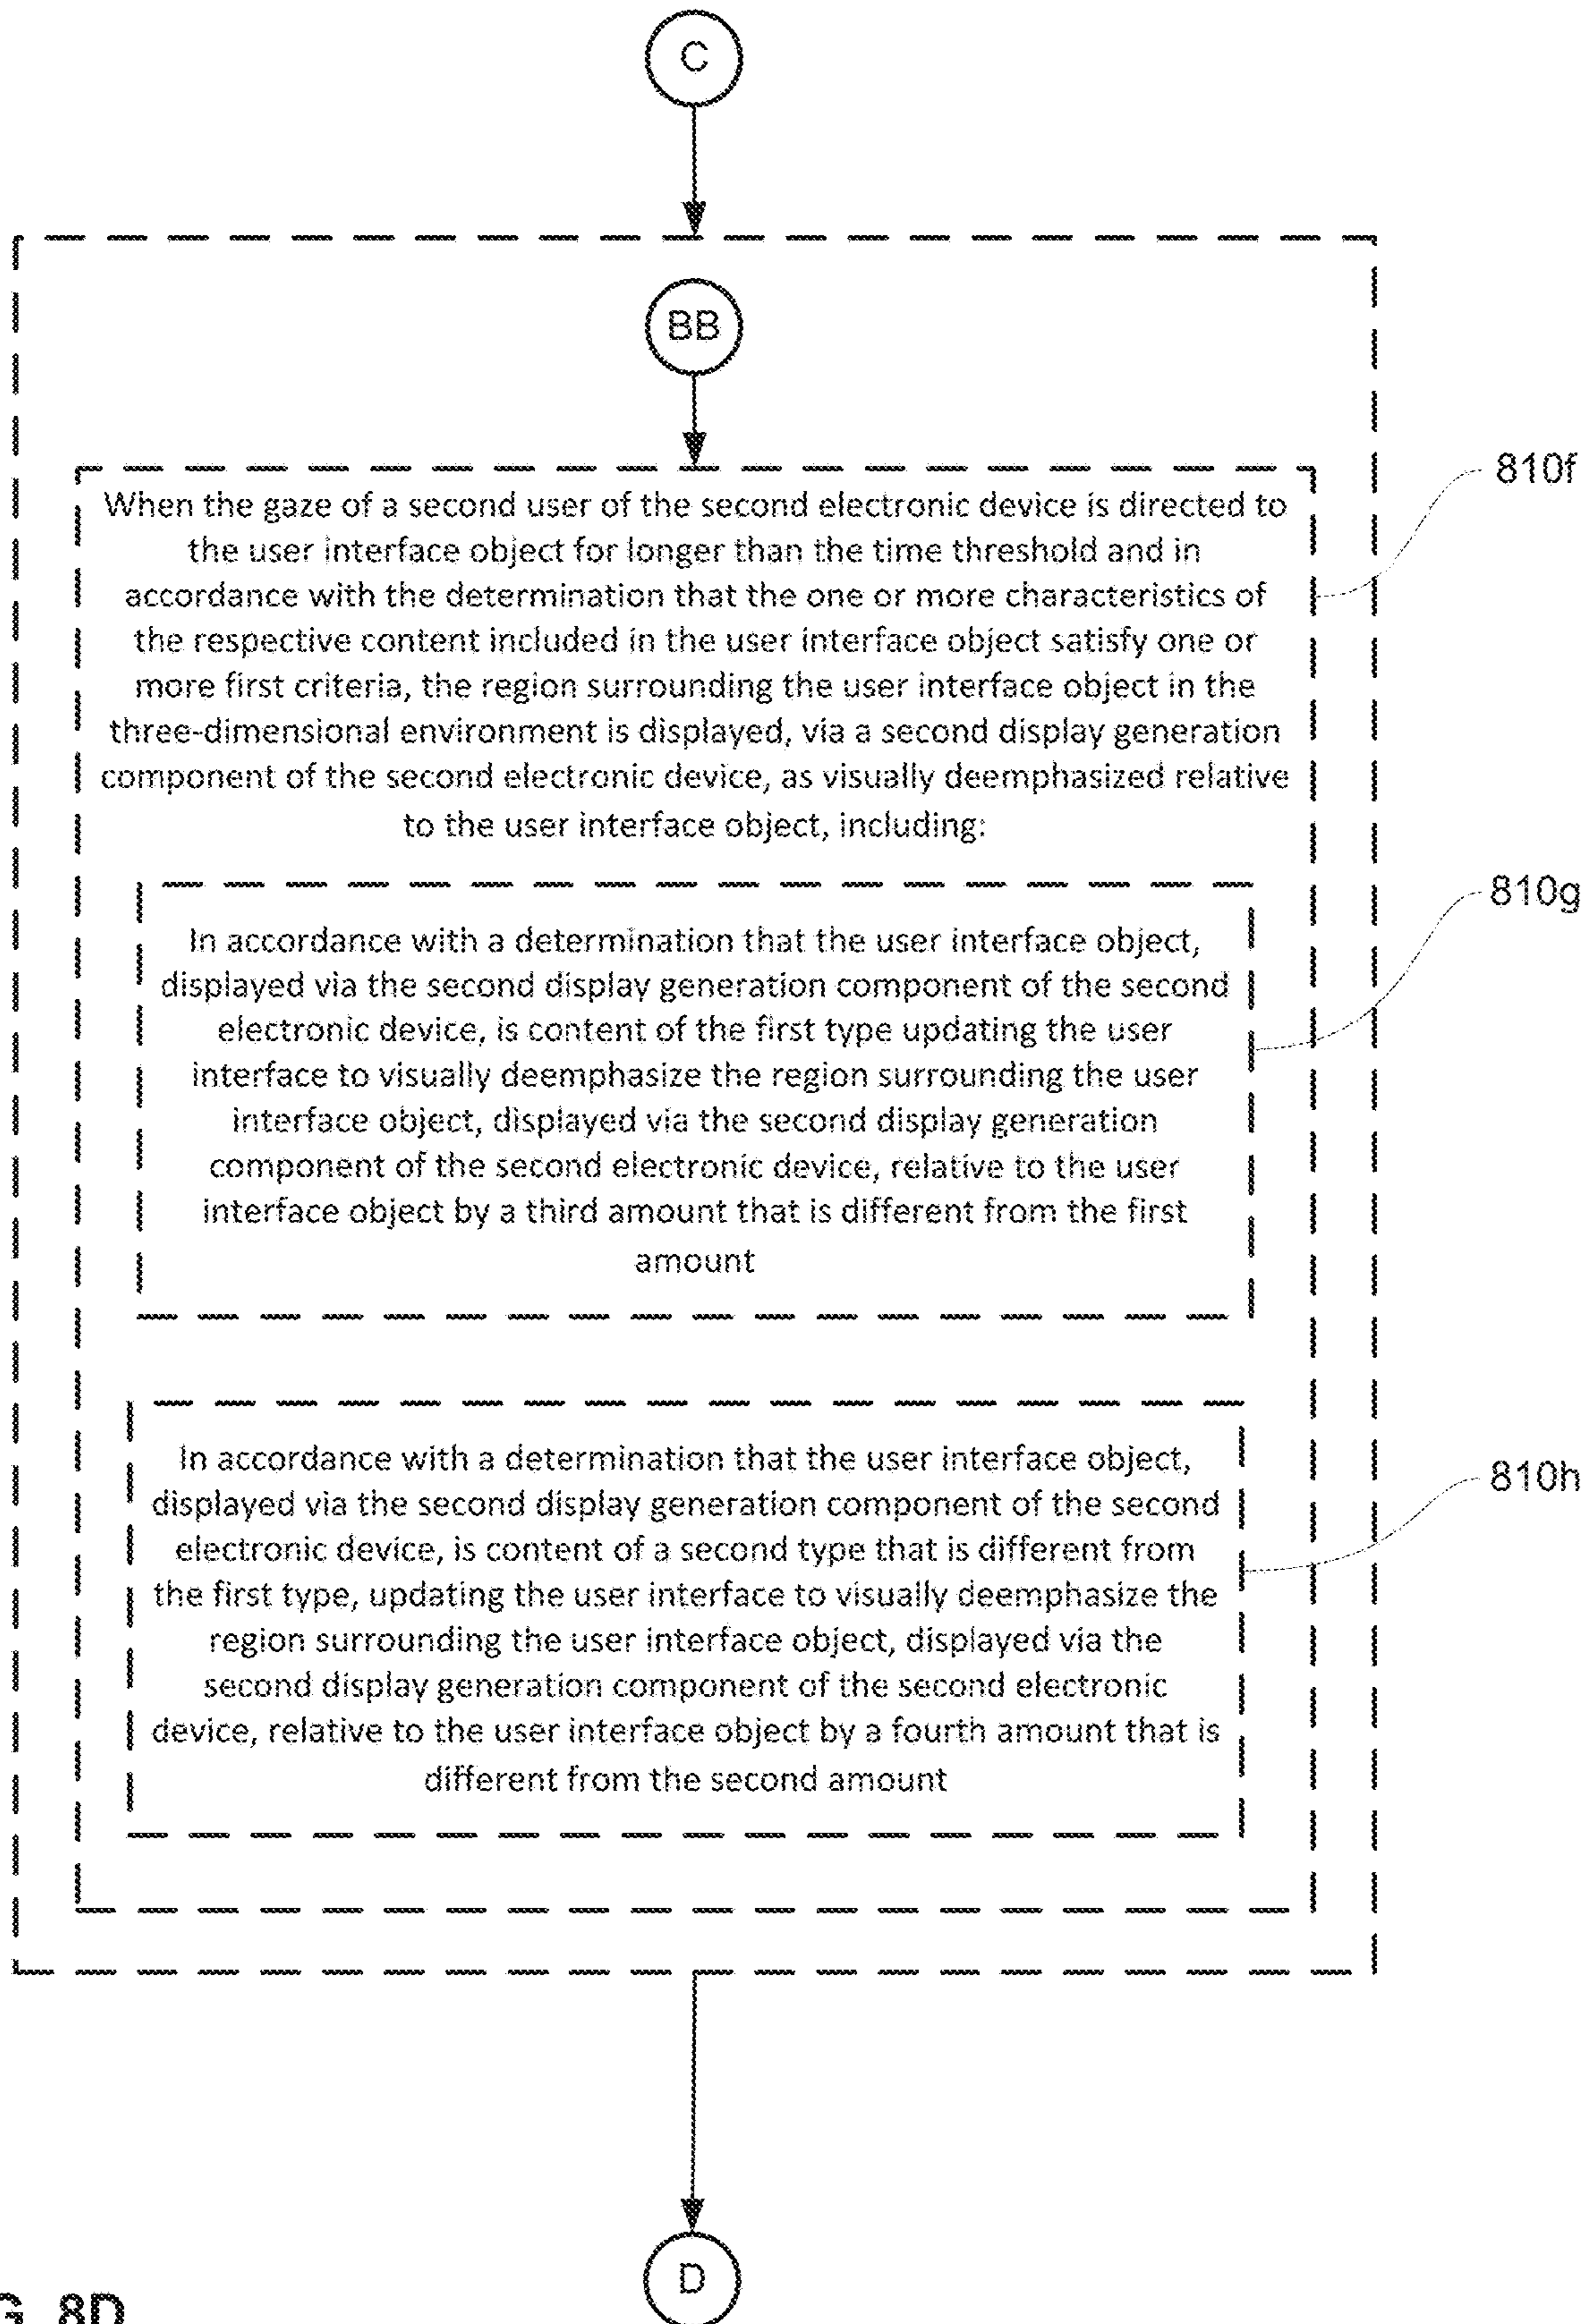 C
BB
810f
When the gaze of a second user of the second electronic device is directed to
the user interface object for longer than the time threshold and in
accordance with the determination that the one or more characteristics of
the respective content included in the user interface object satisfy one or
more first criteria, the region surrounding the user interface object in the
three-dimensional environment is displayed, via a second display generation
component of the second electronic device, as visually deemphasized relative
to the user interface object, including:
810g
In accordance with a determination that the user interface object,
displayed via the second display generation component of the second
electronic device, is content of the first type updating the user
interface to visually deemphasize the region surrounding the user
interface object, displayed via the second display generation
component of the second electronic device, relative to the user
interface object by a third amount that is different from the first
amount
810h
In accordance with a determination that the user interface object,
displayed via the second display generation component of the second
electronic device, is content of a second type that is different from
the first type, updating the user interface to visually deemphasize the
region surrounding the user interface object, displayed via the
second display generation component of the second electronic
device, relative to the user interface object by a fourth amount that is
different from the second amount
D
G. 8D